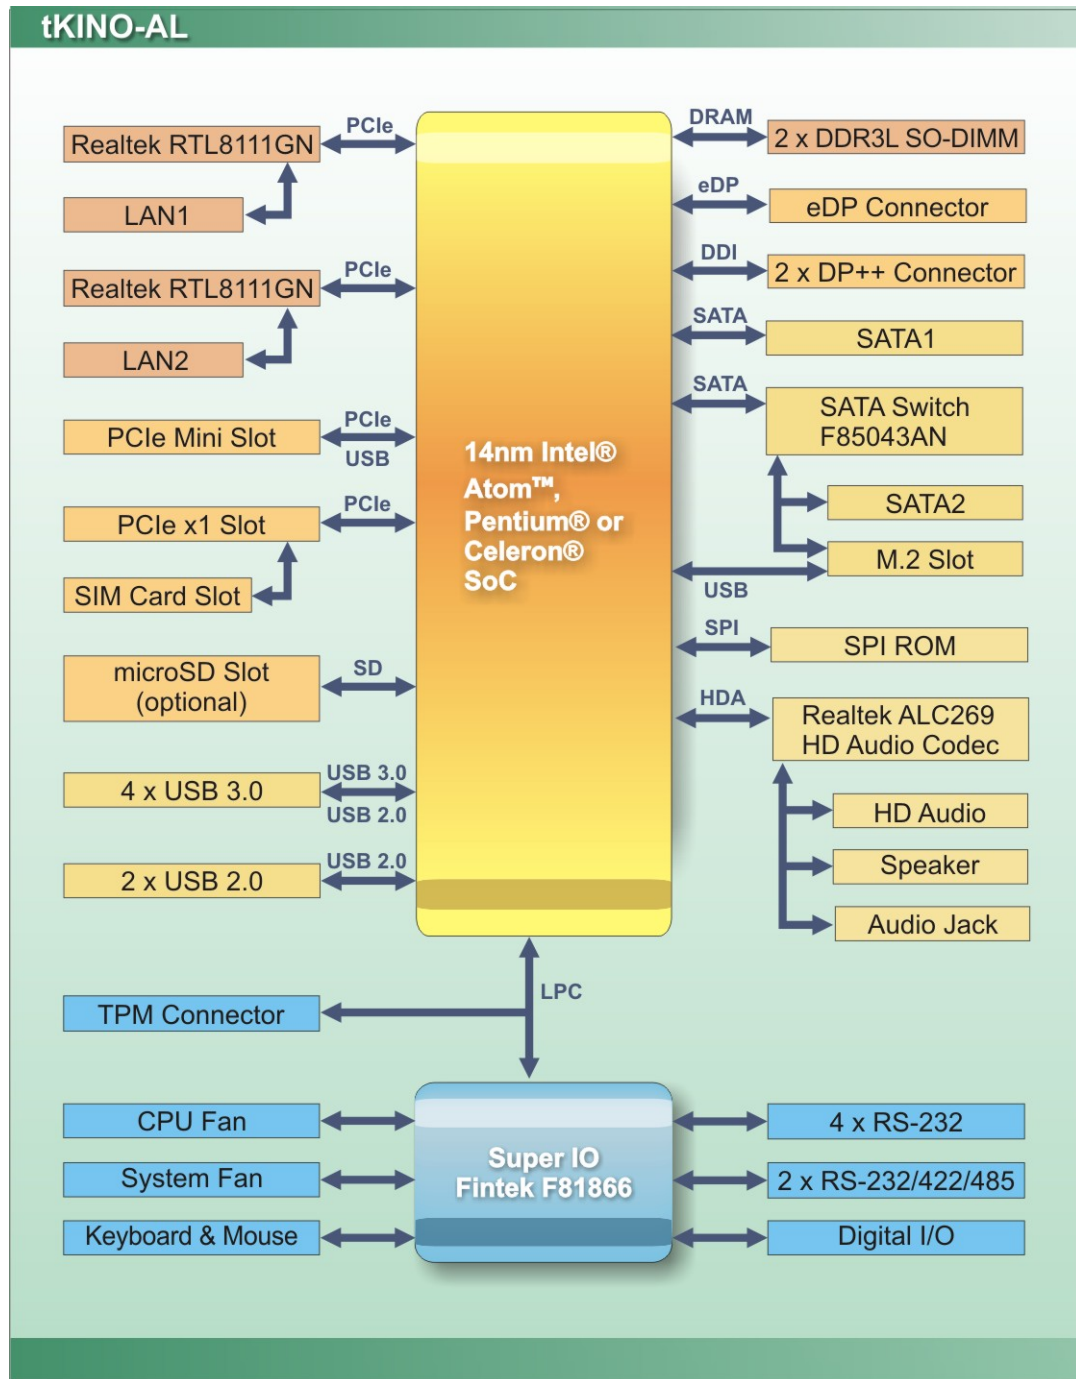 tKINO-AL
Realtek RTL8111GN
PCIe
LAN1
Realtek RTL8111GN
PCIe
LAN2
PCIe Mini Slot
PCIe
USB
PCIe x1 Slot
PCIe
SIM Card Slot
microSD Slot
(optional)
SD
4 x USB 3.0
USB 3.0
USB 2.0
2 x USB 2.0
USB 2.0
14nm Intel®
Atom™,
Pentium® or
Celeron®
SoC
DRAM
2 x DDR3L SO-DIMM
eDP
eDP Connector
DDI
2 x DP++ Connector
SATA
SATA1
SATA
SATA Switch
F85043AN
SATA2
M.2 Slot
USB
SPI
SPI ROM
HDA
Realtek ALC269
HD Audio Codec
HD Audio
Speaker
Audio Jack
LPC
TPM Connector
CPU Fan
System Fan
Keyboard & Mouse
Super IO
Fintek F81866
4 x RS-232
2 x RS-232/422/485
Digital I/O